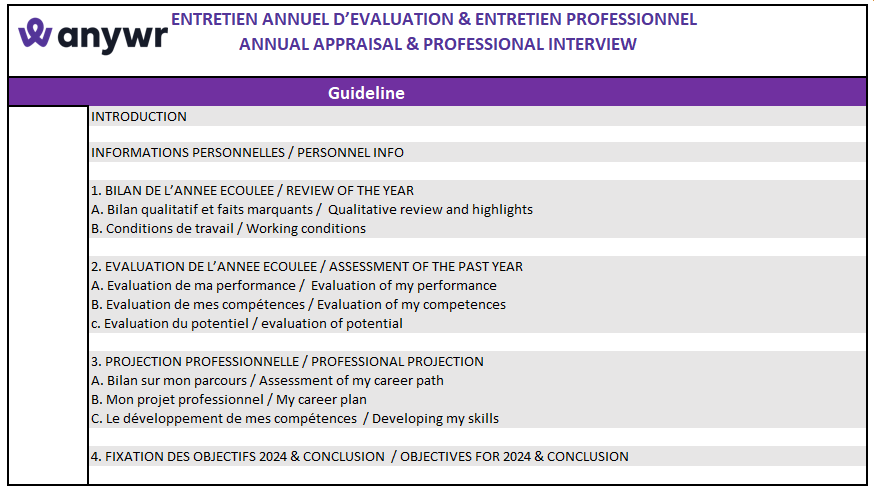 anywr
ENTRETIEN ANNUEL D’EVALUATION & ENTRETIEN PROFESSIONNEL
ANNUAL APPRAISAL & PROFESSIONAL INTERVIEW
Guideline
INTRODUCTION
INFORMATIONS PERSONNELLES / PERSONNEL INFO
1. BILAN DE L’ANNEE ECOULEE / REVIEW OF THE YEAR
A. Bilan qualitatif et faits marquants /  Qualitative review and highlights
B. Conditions de travail / Working conditions
2. EVALUATION DE L’ANNEE ECOULEE / ASSESSMENT OF THE PAST YEAR
A. Evaluation de ma performance /  Evaluation of my performance
B. Evaluation de mes compétences / Evaluation of my competences
c. Evaluation du potentiel / evaluation of potential
3. PROJECTION PROFESSIONNELLE / PROFESSIONAL PROJECTION
A. Bilan sur mon parcours / Assessment of my career path
B. Mon projet professionnel / My career plan
C. Le développement de mes compétences  / Developing my skills
4. FIXATION DES OBJECTIFS 2024 & CONCLUSION  / OBJECTIVES FOR 2024 & CONCLUSION